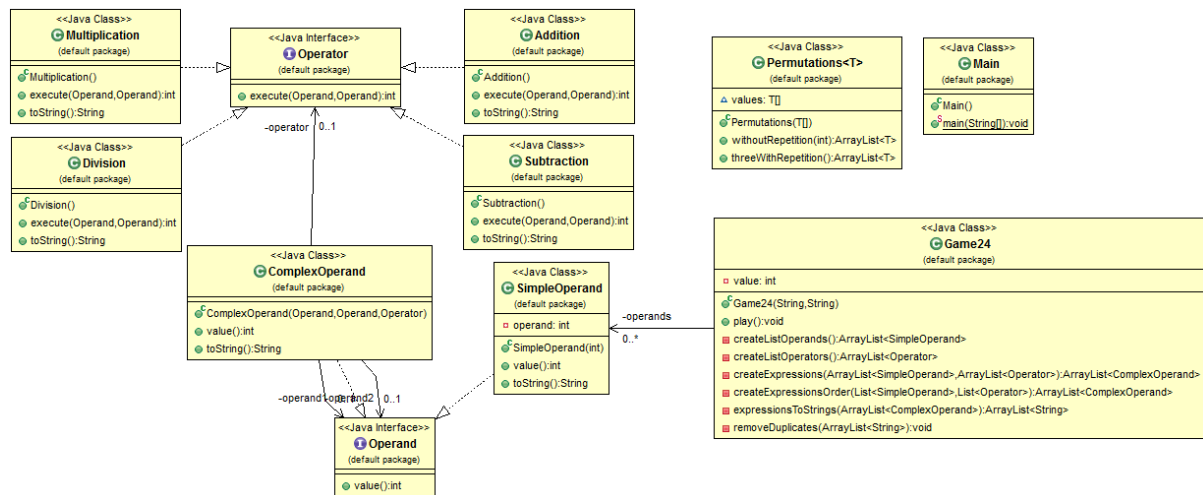 <<Java Class>>
Multiplication
(default package)
Multiplication()
execute(Operand,Operand):int
toString():String
<<Java Interface>>
Operator
(default package)
execute(Operand,Operand):int
<<Java Class>>
Addition
(default package)
Addition()
execute(Operand,Operand):int
toString():String
<<Java Class>>
Permutations<T>
(default package)
values: T[]
Permutations(T[])
withoutRepetition(int):ArrayList<T>
threeWithRepetition():ArrayList<T>
<<Java Class>>
Main
(default package)
Main()
main(String[]):void
-operator
0..1
<<Java Class>>
Division
(default package)
Division()
execute(Operand,Operand):int
toString():String
<<Java Class>>
Subtraction
(default package)
Subtraction()
execute(Operand,Operand):int
toString():String
<<Java Class>>
ComplexOperand
(default package)
ComplexOperand(Operand,Operand,Operator)
value():int
toString():String
<<Java Class>>
SimpleOperand
(default package)
operand: int
SimpleOperand(int)
value():int
toString():String
-operands
0..*
<<Java Class>>
Game24
(default package)
value: int
Game24(String,String)
play():void
createListOperands():ArrayList<SimpleOperand>
createListOperators():ArrayList<Operator>
createExpressions(ArrayList<SimpleOperand>,ArrayList<Operator>):ArrayList<ComplexOperand>
createExpressionsOrder(List<SimpleOperand>,List<Operator>):ArrayList<ComplexOperand>
expressionsToStrings(ArrayList<ComplexOperand>):ArrayList<String>
removeDuplicates(ArrayList<String>):void
-operand1
-operand2
0..1
<<Java Interface>>
Operand
(default package)
value():int